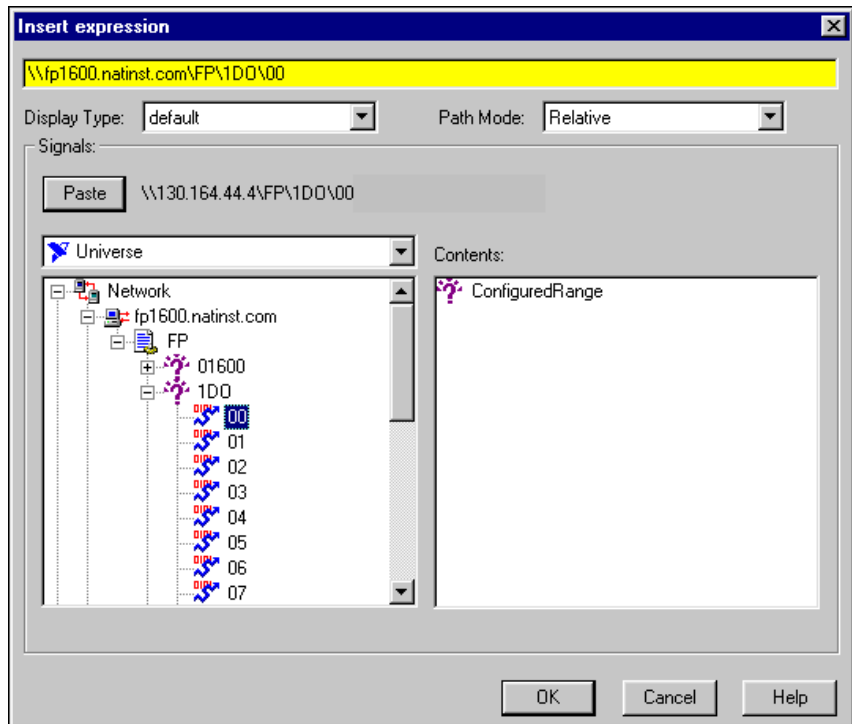 Insert expression
\\fp1600.natinst.com\FP\1DO\00
Display Type: default Path Mode: Relative
Signals:
Paste \\130.164.44.4\FP\1DO\00
Universe
Contents:
Network
ConfiguredRange
fp1600.natinst.com
FP
01600
1DO
00
01
02
03
04
05
06
07
OK Cancel Help